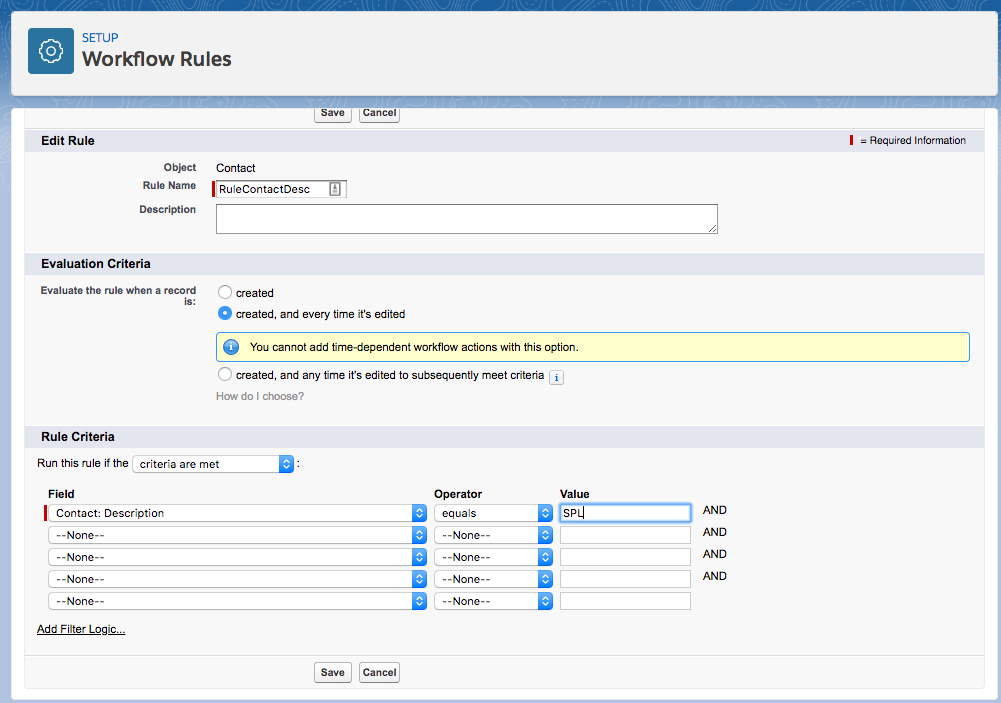 SETUP
Workflow Rules
Save Cancel
Edit Rule = Required Information
Object Contact
Rule Name RuleContactDesc
Description
Evaluation Criteria
Evaluate the rule when a record is:
created
created, and every time it's edited
You cannot add time-dependent workflow actions with this option.
created, and any time it's edited to subsequently meet criteria
How do I choose?
Rule Criteria
Run this rule if the criteria are met :
Field Operator Value
Contact: Description equals SPL AND
--None-- --None-- AND
--None-- --None-- AND
--None-- --None-- AND
--None-- --None--
Add Filter Logic...
Save Cancel